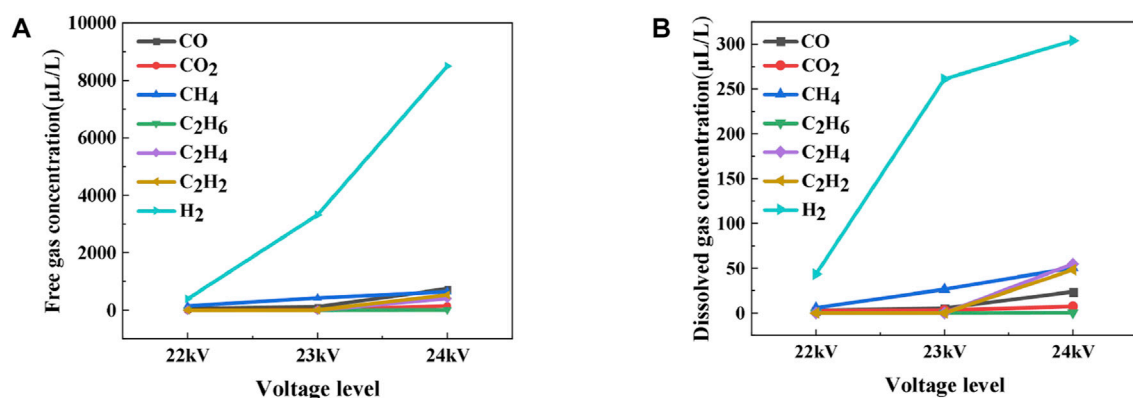 A
Free gas concentration(μL/L)
10000
8000
6000
4000
2000
0
CO
CO2
CH4
C2H6
C2H4
C2H2
H2
22kV 23kV 24kV
Voltage level
B
Dissolved gas concentration(μL/L)
300
250
200
150
100
50
0
CO
CO2
CH4
C2H6
C2H4
C2H2
H2
22kV 23kV 24kV
Voltage level